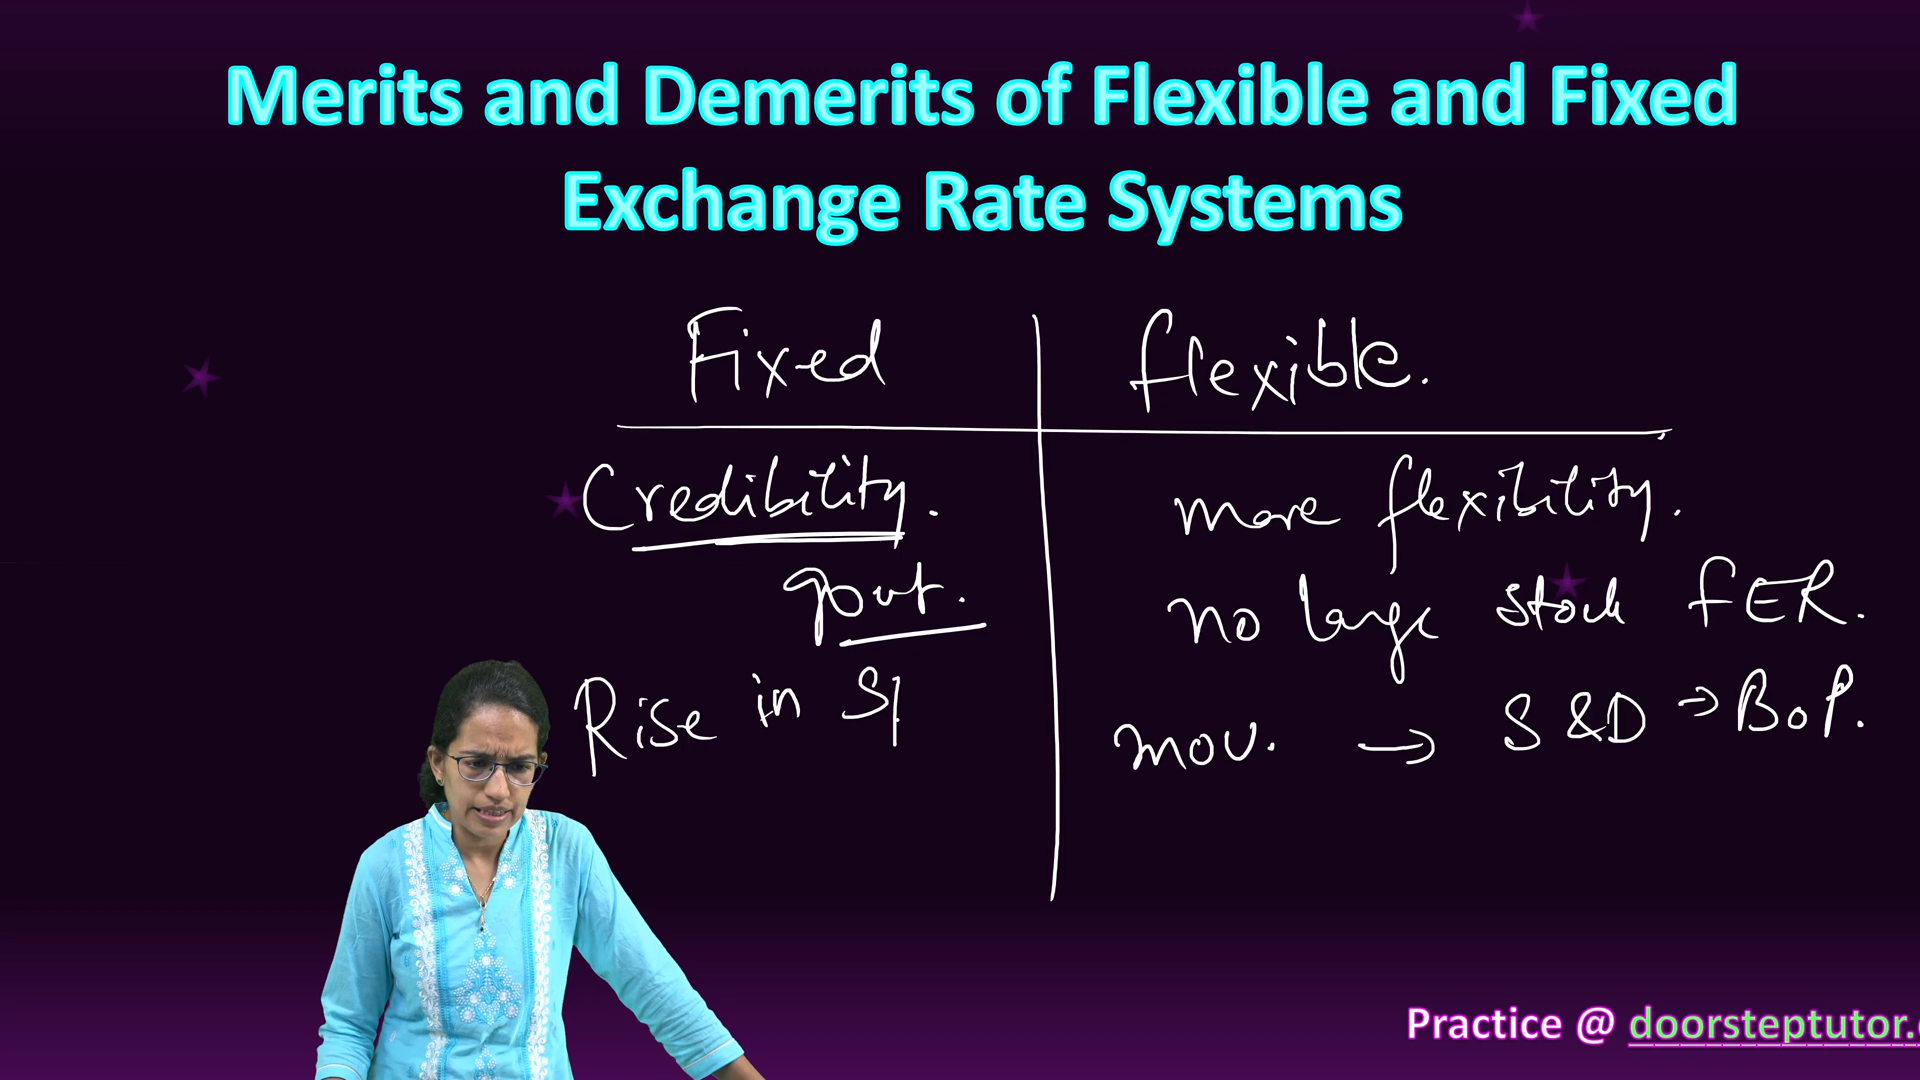 Merits and Demerits of Flexible and Fixed
Exchange Rate Systems
Fixed
flexible.
Credibility.
govt.
Rise in
more flexibility.
no large stock FER.
mov. → S&D → BoP.
Practice @ doorsteptutor.